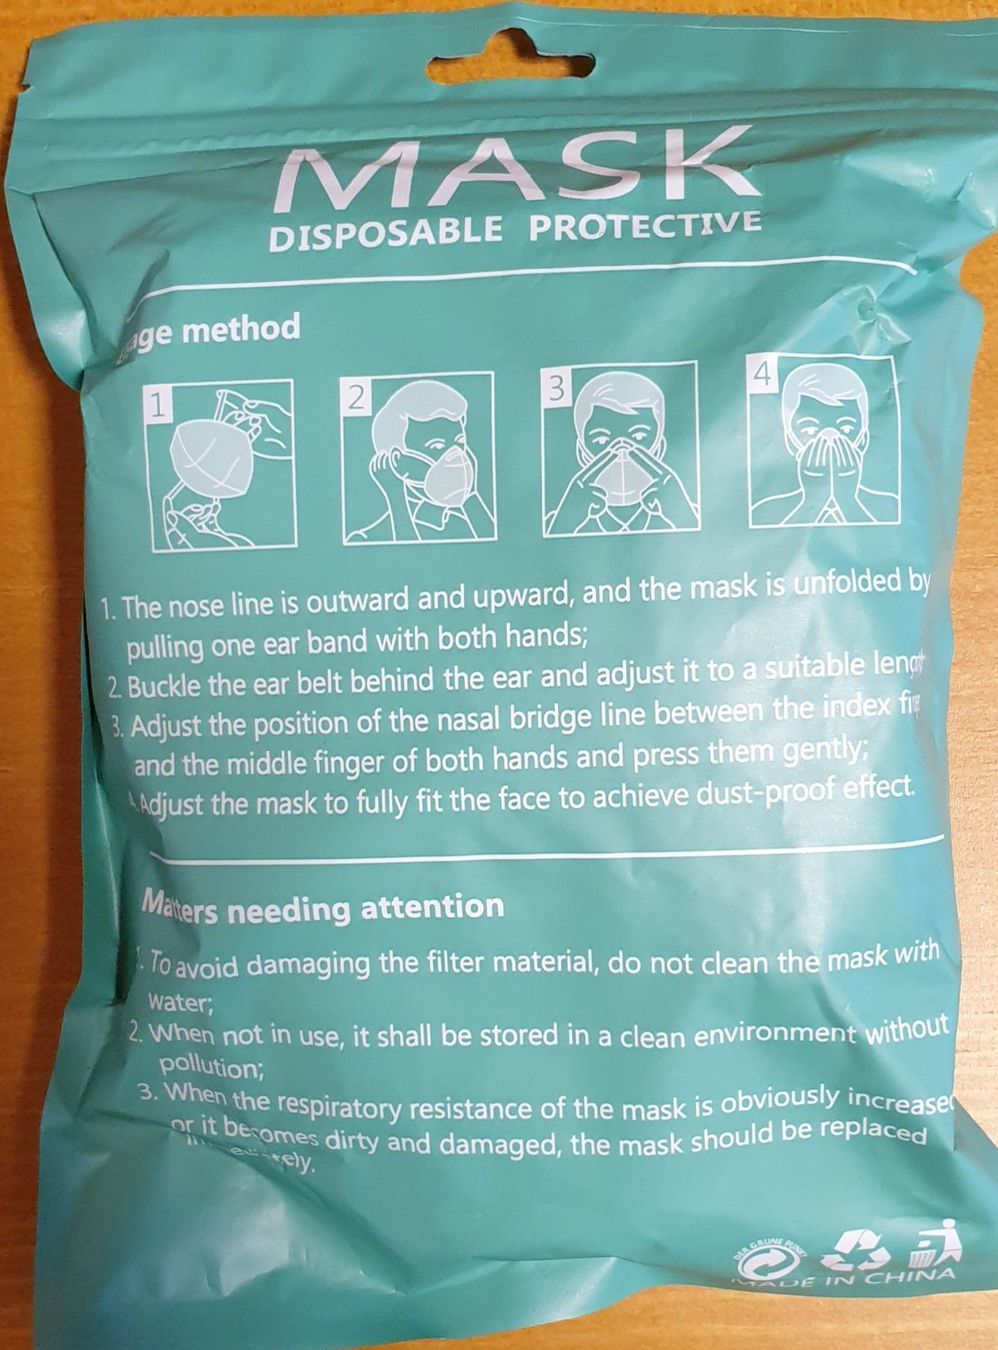 MASK
DISPOSABLE PROTECTIVE
method
1
2
3
4
1. The nose line is outward and upward, and the mask is unfolded by
pulling one ear band with both hands;
2. Buckle the ear belt behind the ear and adjust it to a suitable
3. Adjust the position of the nasal bridge line between the index
and the middle finger of both hands and press them gently;
Adjust the mask to fully fit the face to achieve dust-proof effect.
Matters needing attention
To avoid damaging the filter material, do not clean the mask with
water;
2. When not in use, it shall be stored in a clean environment without
pollution;
3. When the respiratory resistance of the mask is obviously increased
or it becomes dirty and damaged, the mask should be replaced
DER GRÜNE PUNKT
MADE IN CHINA